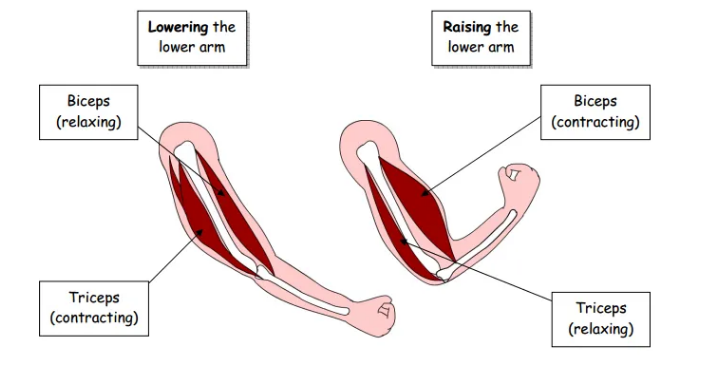 Lowering the
lower arm
Raising the
lower arm
Biceps
(relaxing)
Biceps
(contracting)
Triceps
(contracting)
Triceps
(relaxing)